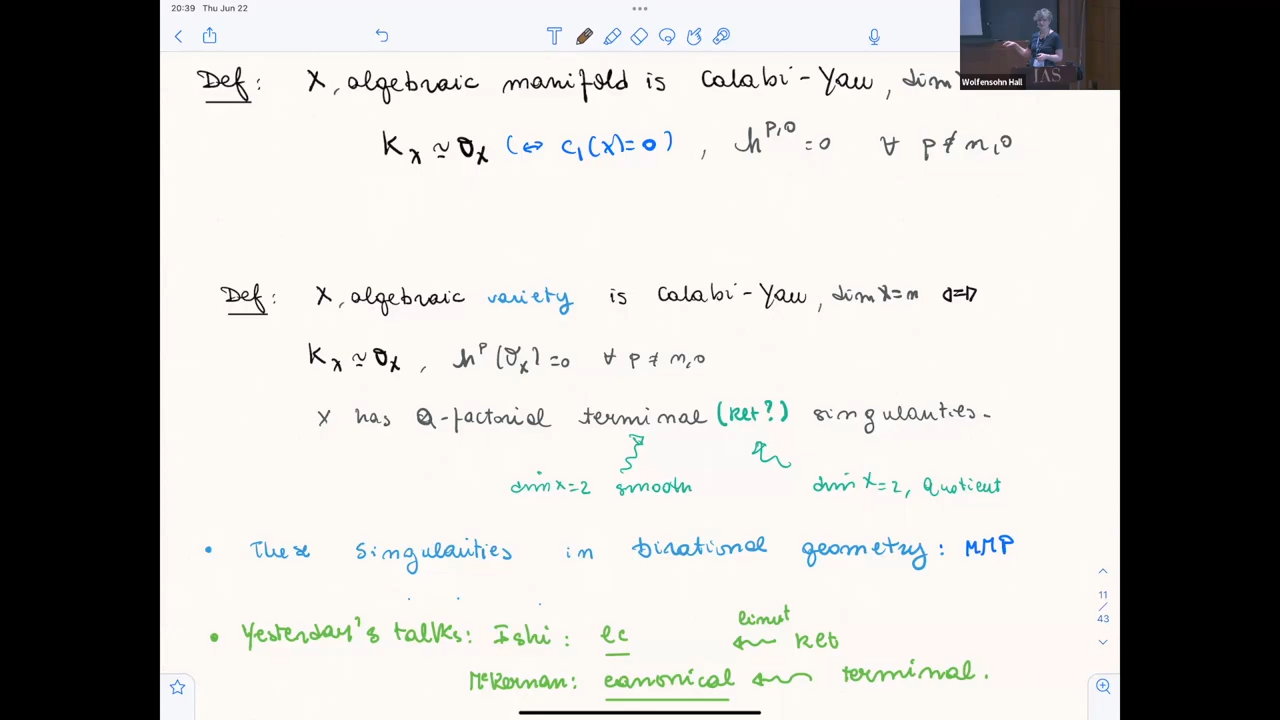 20:39 Thu Jun 22
Wolfensohn Hall
IAS
Def: X, algebraic manifold is Calabi-Yau, dim
K_X ≃ O_X (↔ c_1(X)=0), h^{p,0}=0 ∀ p≠n,0
Def: X, algebraic variety is Calabi-Yau, dim X=n ⇔
K_X ≃ O_X, h^p(O_X)=0 ∀ p≠n,0
X has Q-factorial terminal (klt?) singularities.
dim X=2 smooth
dim X=2, Quotient
• These singularities in birational geometry: MMP
• Yesterday's talks: Ishi: lc ← limit klt
McKernan: canonical ← terminal.
11
/
43